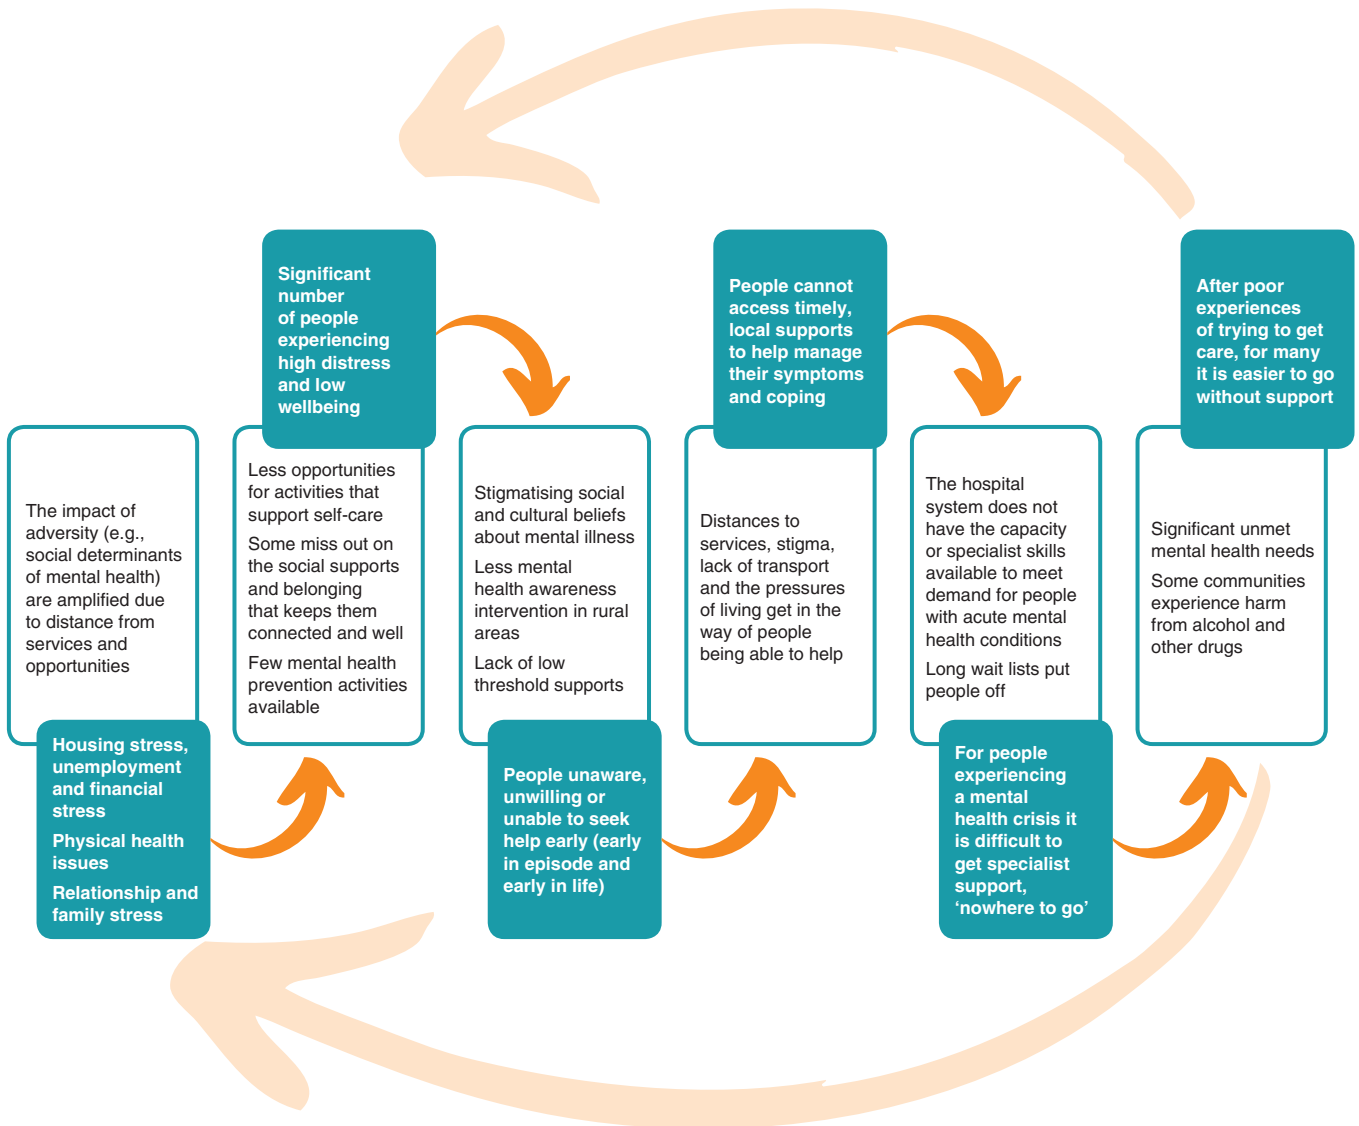 The impact of
adversity (e.g.,
social determinants
of mental health)
are amplified due
to distance from
services and
opportunities
Housing stress,
unemployment
and financial
stress
Physical health
issues
Relationship and
family stress
Significant
number
of people
experiencing
high distress
and low
wellbeing
Less opportunities
for activities that
support self-care
Some miss out on
the social supports
and belonging
that keeps them
connected and well
Few mental health
prevention activities
available
Stigmatising social
and cultural beliefs
about mental illness
Less mental
health awareness
intervention in rural
areas
Lack of low
threshold supports
People unaware,
unwilling or
unable to seek
help early (early
in episode and
early in life)
People cannot
access timely,
local supports
to help manage
their symptoms
and coping
Distances to
services, stigma,
lack of transport
and the pressures
of living get in the
way of people
being able to help
The hospital
system does not
have the capacity
or specialist skills
available to meet
demand for people
with acute mental
health conditions
Long wait lists put
people off
For people
experiencing
a mental
health crisis it
is difficult to
get specialist
support,
‘nowhere to go’
After poor
experiences
of trying to get
care, for many
it is easier to go
without support
Significant unmet
mental health needs
Some communities
experience harm
from alcohol and
other drugs